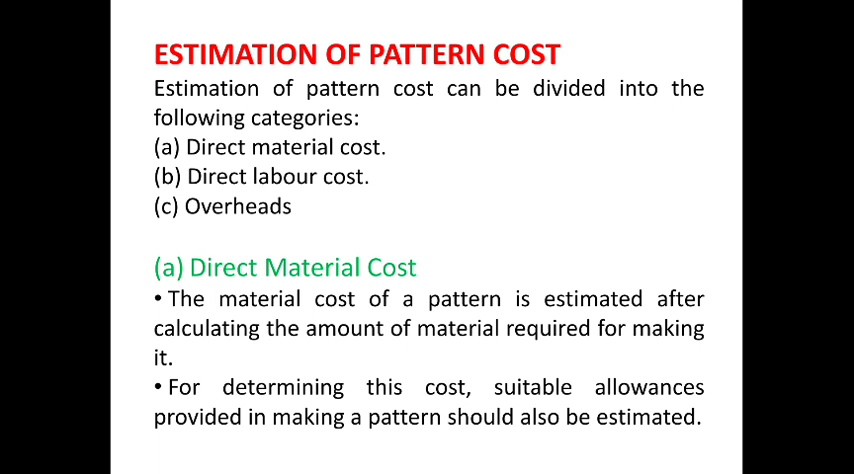 ESTIMATION OF PATTERN COST
Estimation of pattern cost can be divided into the
following categories:
(a) Direct material cost.
(b) Direct labour cost.
(c) Overheads
(a) Direct Material Cost
• The material cost of a pattern is estimated after
calculating the amount of material required for making
it.
• For determining this cost, suitable allowances
provided in making a pattern should also be estimated.